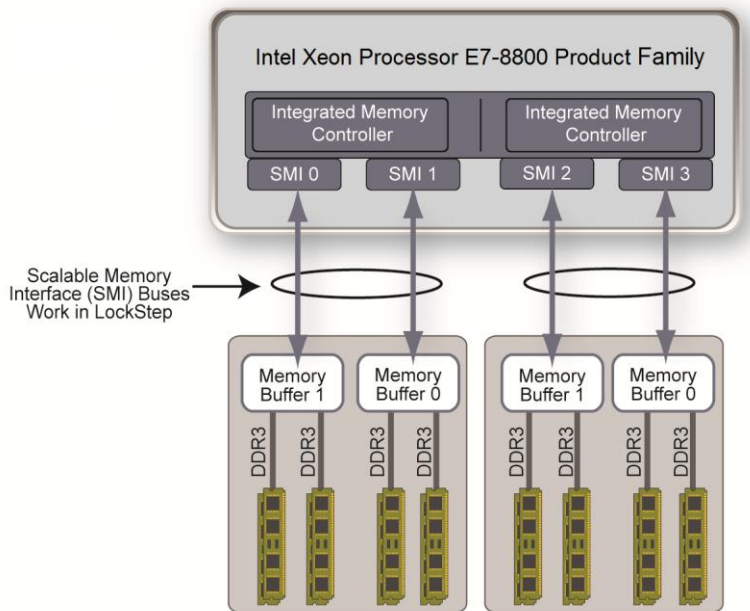 Intel Xeon Processor E7-8800 Product Family
Integrated Memory
Controller
Integrated Memory
Controller
SMI 0
SMI 1
SMI 2
SMI 3
Scalable Memory
Interface (SMI) Buses
Work in LockStep
Memory
Buffer 1
Memory
Buffer 0
Memory
Buffer 1
Memory
Buffer 0
DDR3
DDR3
DDR3
DDR3
DDR3
DDR3
DDR3
DDR3